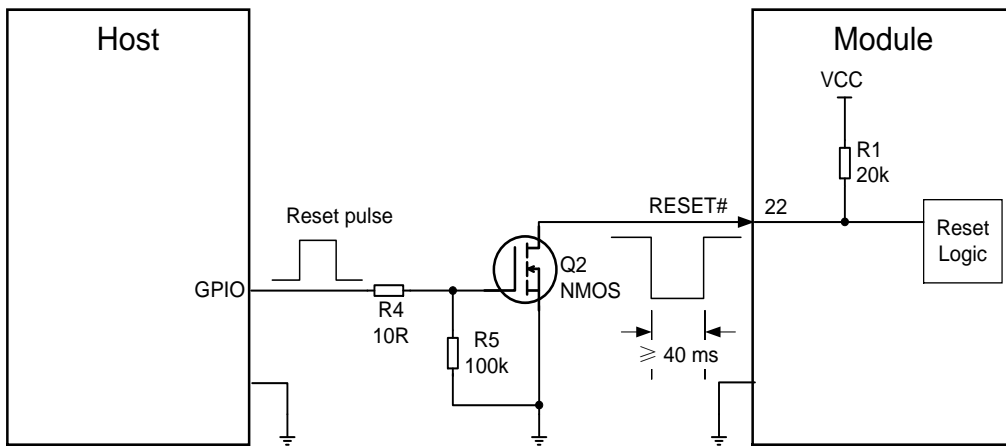 Host
Module
VCC
R1
20k
RESET#
22
Reset pulse
Reset
Logic
Q2
NMOS
GPIO
R4
10R
R5
100k
≥ 40 ms